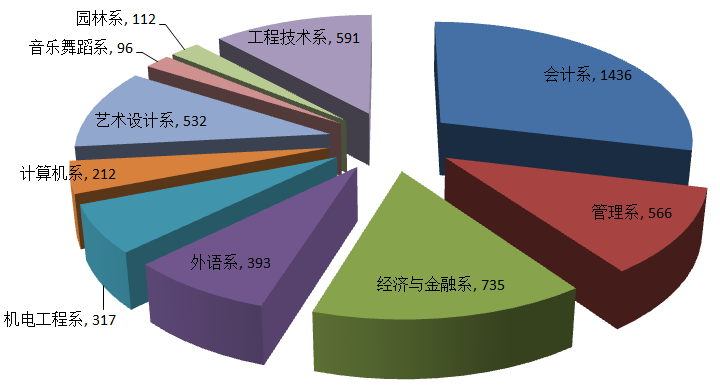 园林系, 112
工程技术系, 591
音乐舞蹈系, 96
会计系, 1436
艺术设计系, 532
计算机系, 212
管理系, 566
外语系, 393
经济与金融系, 735
机电工程系, 317